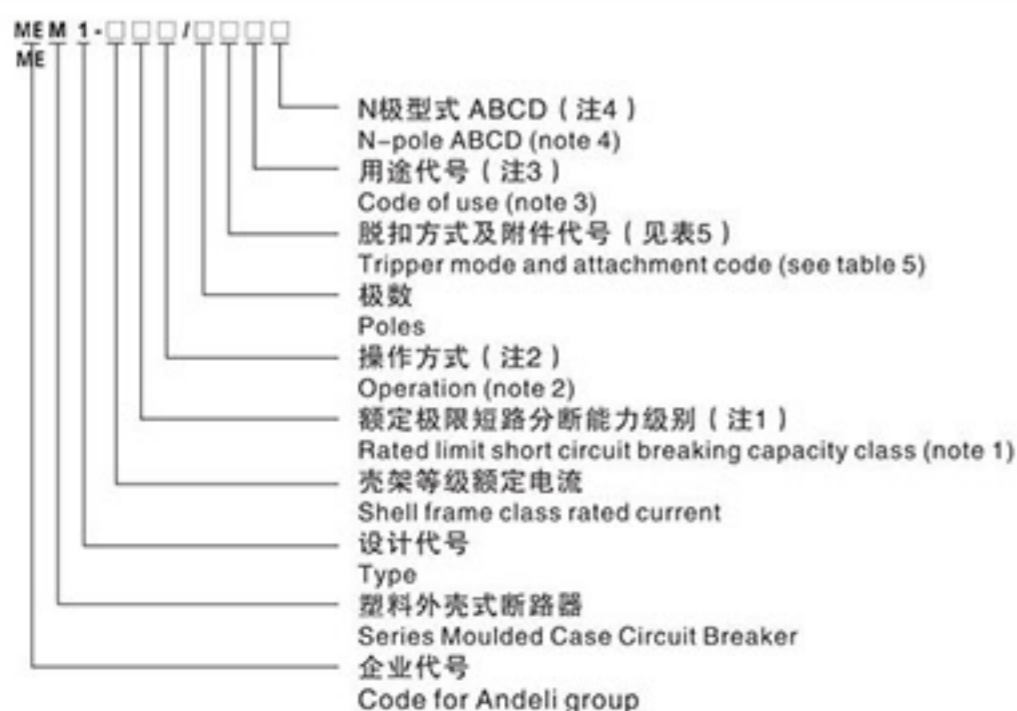 MEM 1-□□□/□□□□
ME
N极型式 ABCD（注4）
N-pole ABCD (note 4)
用途代号（注3）
Code of use (note 3)
脱扣方式及附件代号（见表5）
Tripper mode and attachment code (see table 5)
极数
Poles
操作方式（注2）
Operation (note 2)
额定极限短路分断能力级别（注1）
Rated limit short circuit breaking capacity class (note 1)
壳架等级额定电流
Shell frame class rated current
设计代号
Type
塑料外壳式断路器
Series Moulded Case Circuit Breaker
企业代号
Code for Andeli group